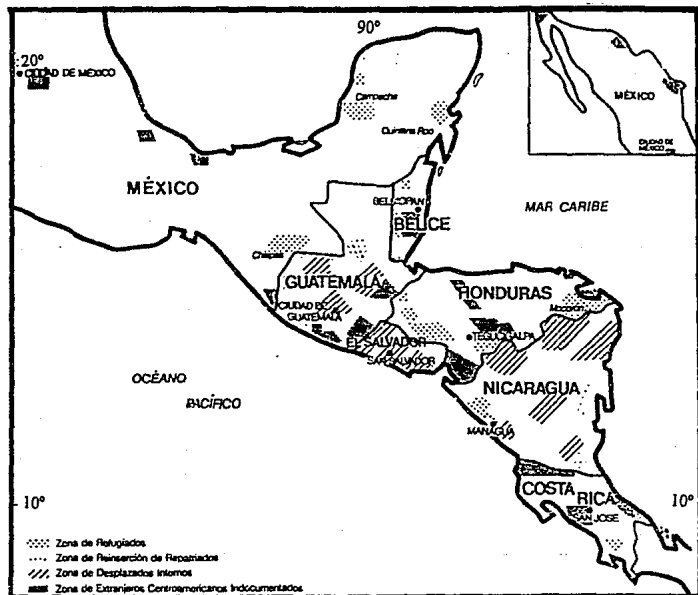 90°
20°
CIUDAD DE MÉXICO
MÉXICO
CIUDAD DE
MÉXICO
Campeche
Quintana Roo
MÉXICO
BELMOPAN
BELICE
MAR CARIBE
Chiapas
GUATEMALA
HONDURAS
CIUDAD DE
GUATEMALA
Mocorón
TEGUCIGALPA
EL SALVADOR
SAN SALVADOR
OCÉANO
PACÍFICO
NICARAGUA
MANAGUA
COSTA
RICA
SAN JOSE
10°
10°
Zona de Refugiados
Zona de Reinserción de Repatriados
Zona de Desplazados Internos
Zona de Extranjeros Centroamericanos Indocumentados